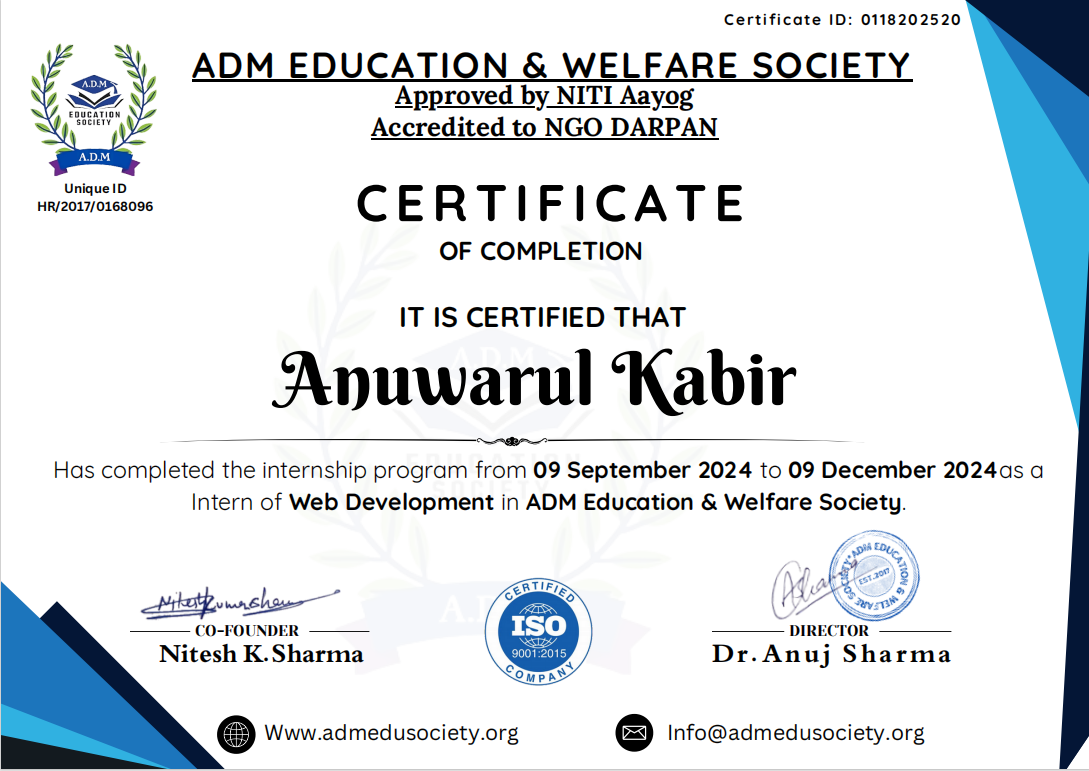 Certificate ID: 0118202520
ADM EDUCATION & WELFARE SOCIETY
Approved by NITI Aayog
Accredited to NGO DARPAN
A.D.M
EDUCATION
SOCIETY
A.D.M
Unique ID
HR/2017/0168096
CERTIFICATE
OF COMPLETION
IT IS CERTIFIED THAT
Anuwarul Kabir
Has completed the internship program from 09 September 2024 to 09 December 2024as a
Intern of Web Development in ADM Education & Welfare Society.
CO-FOUNDER
Nitesh K. Sharma
CERTIFIED
ISO
9001:2015
COMPANY
ADM EDUCATION & WELFARE SOCIETY
EST. 2017
DIRECTOR
Dr. Anuj Sharma
Www.admedusociety.org
Info@admedusociety.org